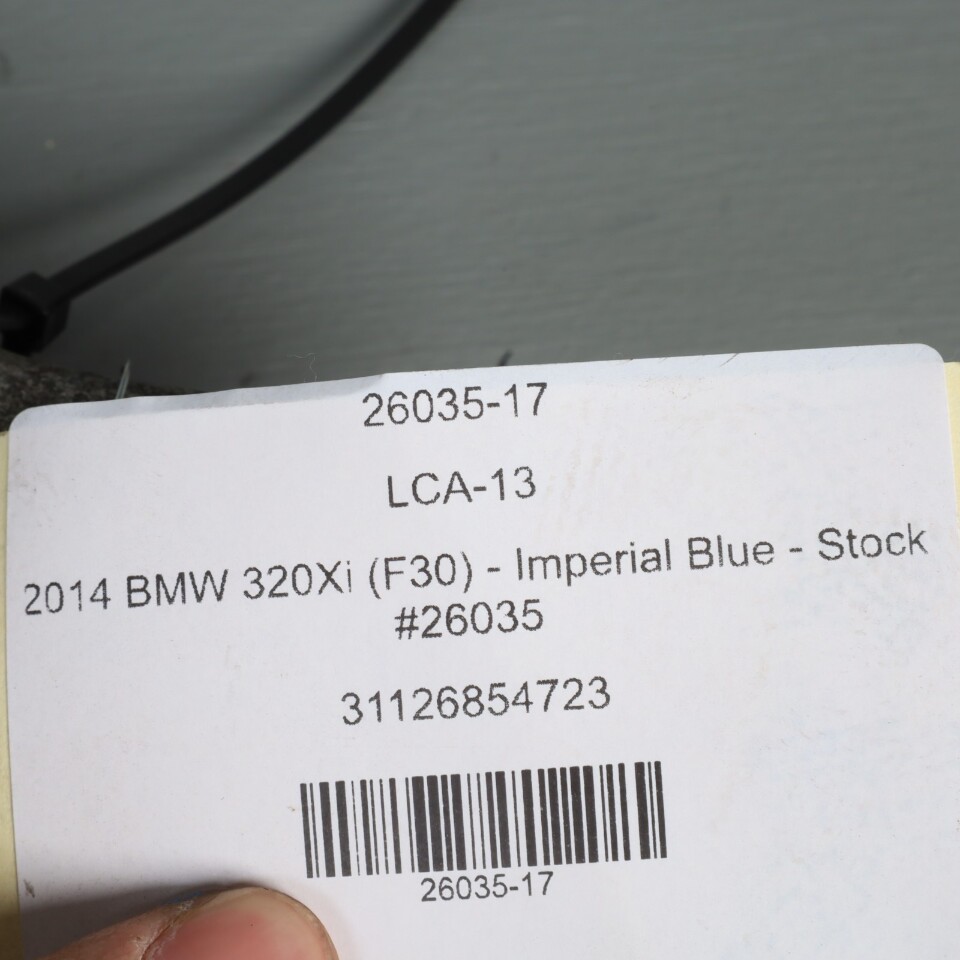 26035-17
LCA-13
2014 BMW 320Xi (F30) - Imperial Blue - Stock
#26035
31126854723
26035-17